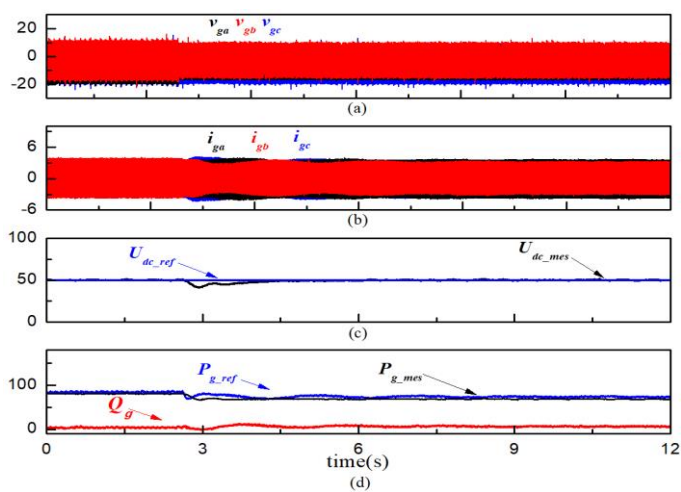 20
v_ga v_gb v_gc
0
-20
(a)
6
i_ga i_gb i_gc
0
-6
(b)
100
U_dc_ref U_dc_mes
50
0
(c)
P_g_ref P_g_mes
100
Q_g
0
0 3 6 9 12
time(s)
(d)